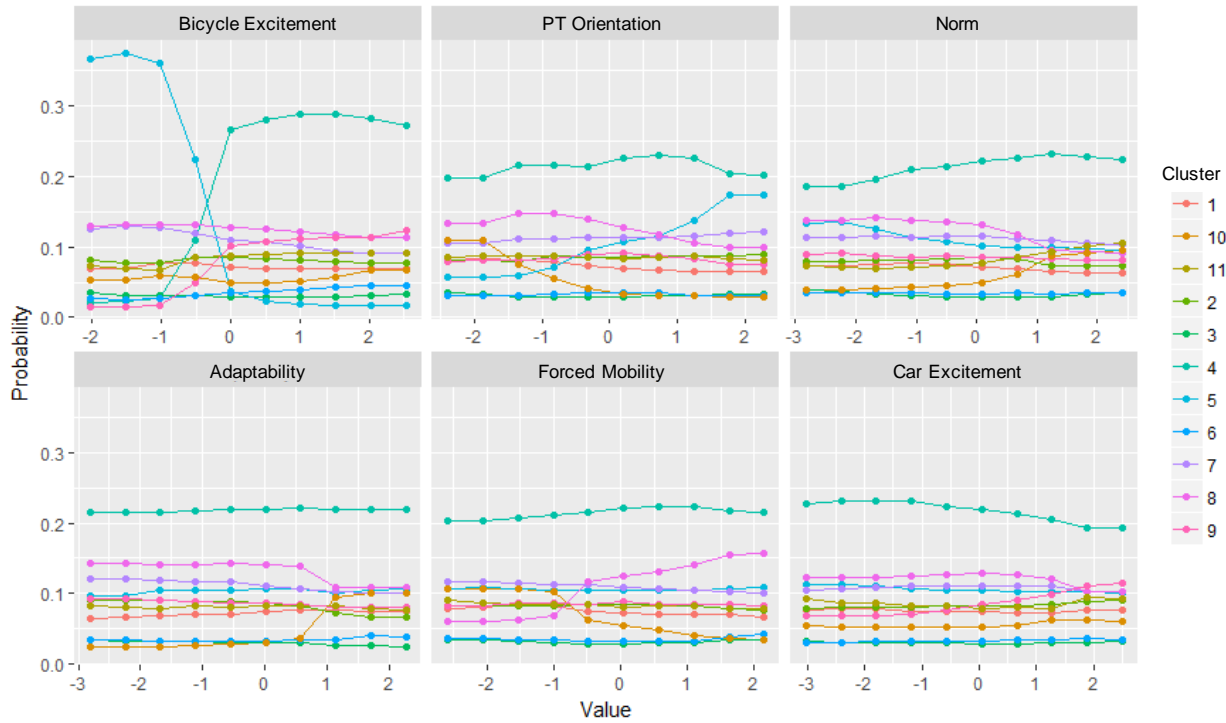 Bicycle Excitement PT Orientation Norm
0.3
0.2
0.1
0.0
-2 -1 0 1 2 -2 -1 0 1 2 -3 -2 -1 0 1 2
Cluster
1
10
11
2
3
4
5
6
7
8
9
Probability
Adaptability Forced Mobility Car Excitement
0.3
0.2
0.1
0.0
-3 -2 -1 0 1 2 -2 -1 0 1 2 -3 -2 -1 0 1 2
Value